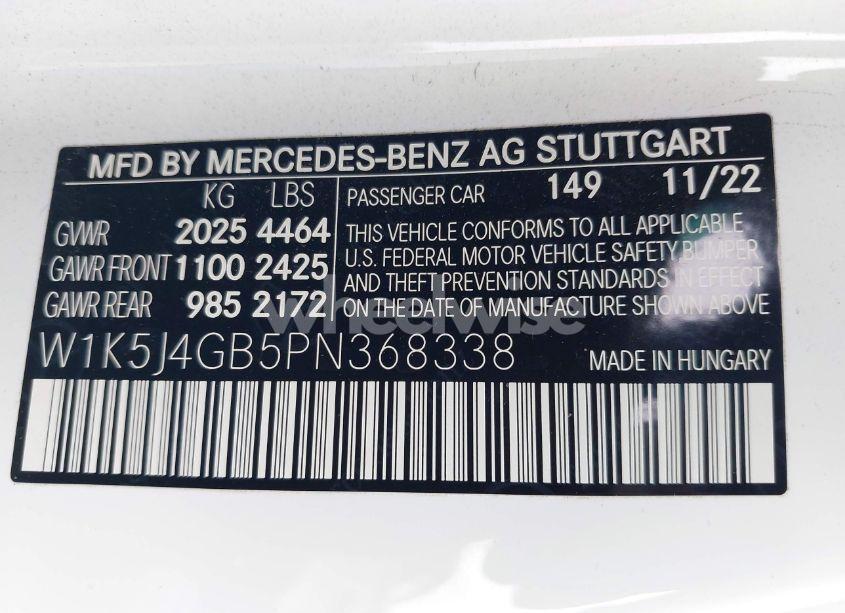 MFD BY MERCEDES-BENZ AG STUTTGART
KG LBS
GVWR 2025 4464
GAWR FRONT 1100 2425
GAWR REAR 985 2172
PASSENGER CAR 149 11/22
THIS VEHICLE CONFORMS TO ALL APPLICABLE
U.S. FEDERAL MOTOR VEHICLE SAFETY, BUMPER
AND THEFT PREVENTION STANDARDS IN EFFECT
ON THE DATE OF MANUFACTURE SHOWN ABOVE
wheelwise
W1K5J4GB5PN368338 MADE IN HUNGARY